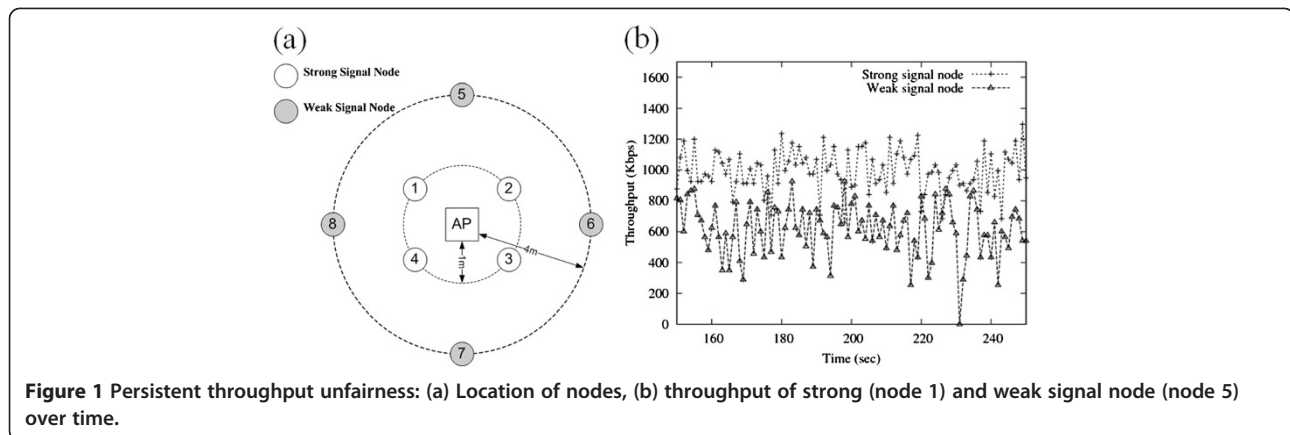 (a)
Strong Signal Node
Weak Signal Node
5
1
2
AP
8
6
4
3
1m
4m
7
(b)
1600
1400
1200
1000
800
600
400
200
0
Throughput (Kbps)
Strong signal node
Weak signal node
160
180
200
220
240
Time (sec)
Figure 1 Persistent throughput unfairness: (a) Location of nodes, (b) throughput of strong (node 1) and weak signal node (node 5)
over time.